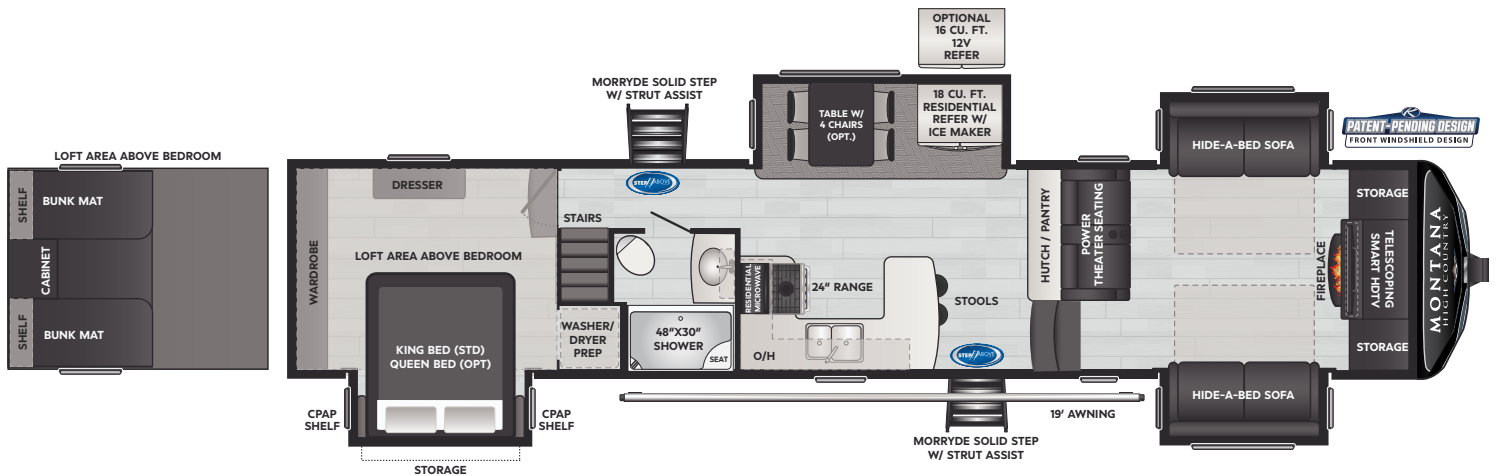 OPTIONAL
16 CU. FT.
12V
REFER
MORRYDE SOLID STEP
W/ STRUT ASSIST
TABLE W/
4 CHAIRS
(OPT.)
18 CU. FT.
RESIDENTIAL
REFER W/
ICE MAKER
HIDE-A-BED SOFA
PATENT-PENDING DESIGN
FRONT WINDSHIELD DESIGN
LOFT AREA ABOVE BEDROOM
SHELF
BUNK MAT
CABINET
SHELF
BUNK MAT
DRESSER
WARDROBE
LOFT AREA ABOVE BEDROOM
KING BED (STD)
QUEEN BED (OPT)
CPAP
SHELF
CPAP
SHELF
STORAGE
STEP ABOVE
STAIRS
WASHER/
DRYER
PREP
48"X30"
SHOWER
SEAT
RESIDENTIAL
MICROWAVE
24" RANGE
O/H
STOOLS
STEP ABOVE
HUTCH / PANTRY
POWER
THEATER SEATING
STORAGE
FIREPLACE
TELESCOPING
SMART HDTV
STORAGE
MONTANA
HIGH COUNTRY
HIDE-A-BED SOFA
19' AWNING
MORRYDE SOLID STEP
W/ STRUT ASSIST